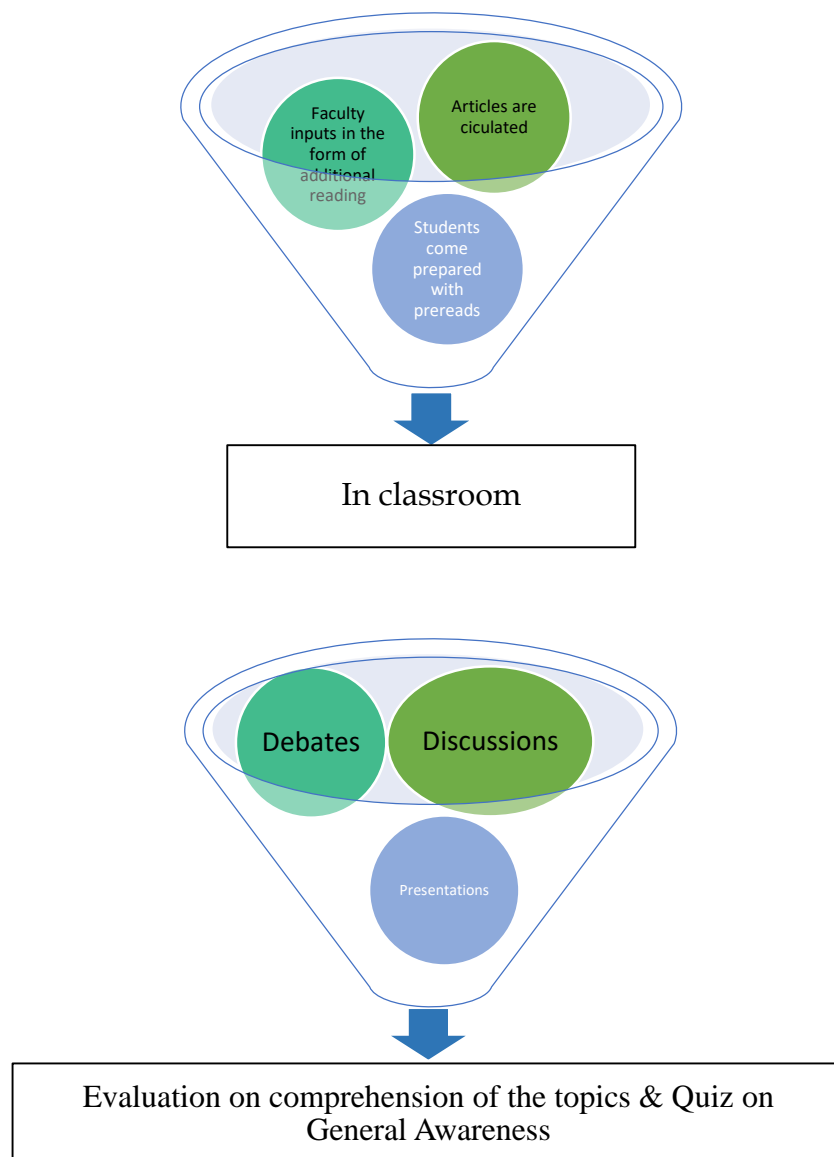 Faculty
inputs in the
form of
additional
reading
Articles are
ciculated
Students
come
prepared
with
prereads
In classroom
Debates
Discussions
Presentations
Evaluation on comprehension of the topics & Quiz on
General Awareness